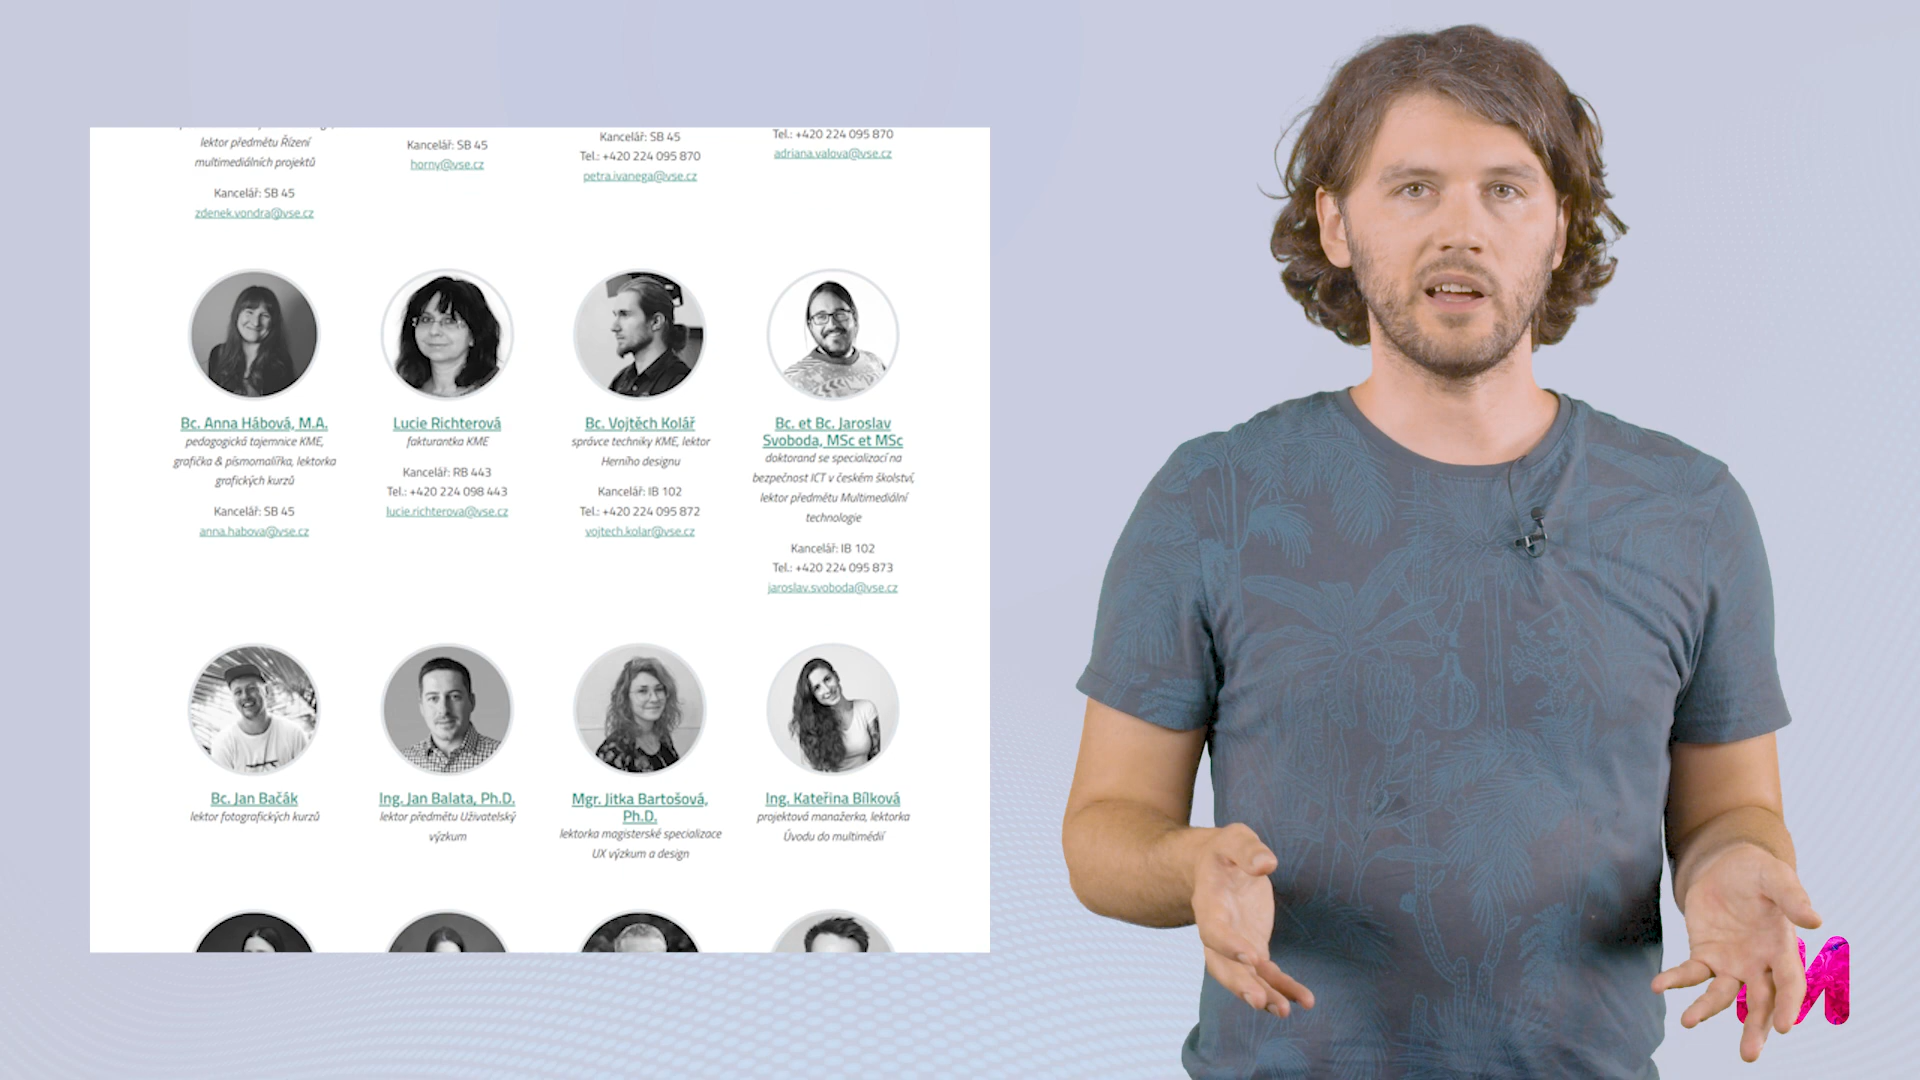 lektor předmětu Řízení
multimediálních projektů
Kancelář: SB 45
zdenek.vondra@vse.cz
Kancelář: SB 45
horny@vse.cz
Kancelář: SB 45
Tel.: +420 224 095 870
petra.ivanega@vse.cz
Tel.: +420 224 095 870
adriana.valova@vse.cz
Bc. Anna Hábová, M.A.
pedagogická tajemnice KME,
grafička & písmomalířka, lektorka
grafických kurzů
Kancelář: SB 45
anna.habova@vse.cz
Lucie Richterová
fakturantka KME
Kancelář: RB 443
Tel.: +420 224 098 443
lucie.richterova@vse.cz
Bc. Vojtěch Kolář
správce techniky KME, lektor
Herního designu
Kancelář: IB 102
Tel.: +420 224 095 872
vojtech.kolar@vse.cz
Bc. et Bc. Jaroslav
Svoboda, MSc et MSc
doktorand se specializací na
bezpečnost ICT v českém školství,
lektor předmětu Multimediální
technologie
Kancelář: IB 102
Tel.: +420 224 095 873
jaroslav.svoboda@vse.cz
Bc. Jan Bačák
lektor fotografických kurzů
Ing. Jan Balata, Ph.D.
lektor předmětu Uživatelský
výzkum
Mgr. Jitka Bartošová,
Ph.D.
lektorka magisterské specializace
UX výzkum a design
Ing. Kateřina Bílková
projektová manažerka, lektorka
Úvodu do multimédií